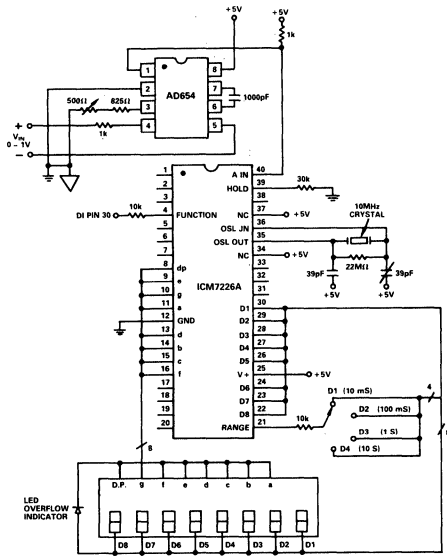 +5V
+5V
1k
AD654
1
2
3
4
8
7
6
5
1000pF
500Ω
825Ω
1k
+
VIN
0 – 1V
–
ICM7226A
1
2
3
4 FUNCTION
5
6
7
8 dp
9 e
10 g
11 a
12 GND
13 d
14 b
15 c
16 f
17
18
19
20
A IN 40
HOLD 39
38
NC 37
OSL JN 36
OSL OUT 35
NC 34
33
32
31
30
D1 29
D2 28
D3
D4 27
D5 26
V+ 25
D6 24
D7 23
D8 22
RANGE 21
DI PIN 30
10k
30k
+5V
10MHz
CRYSTAL
22MΩ
39pF
39pF
+5V
+5V
+5V
+5V
10k
D1 (10 mS)
D2 (100 mS)
D3 (1 S)
D4 (10 S)
4
8
LED
OVERFLOW
INDICATOR
D.P. g f e d c b a
D8 D7 D6 D5 D4 D3 D2 D1